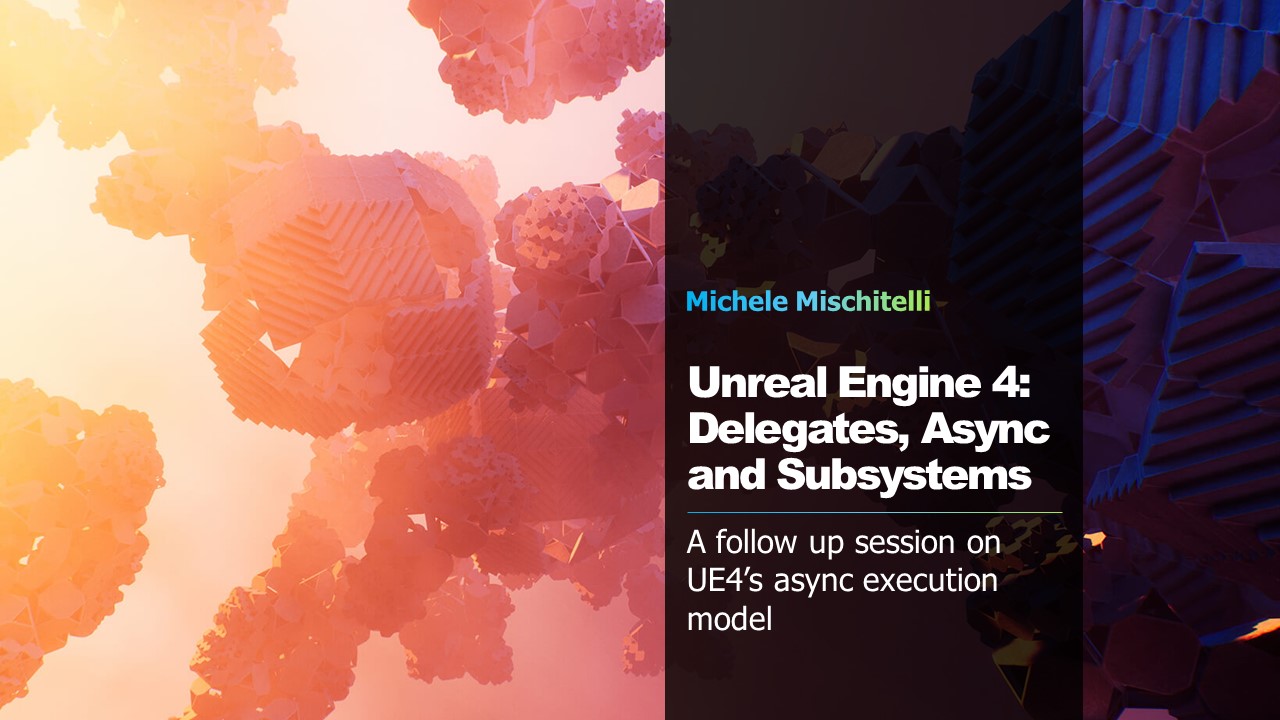 Michele Mischitelli
Unreal Engine 4:
Delegates, Async
and Subsystems
A follow up session on
UE4’s async execution
model